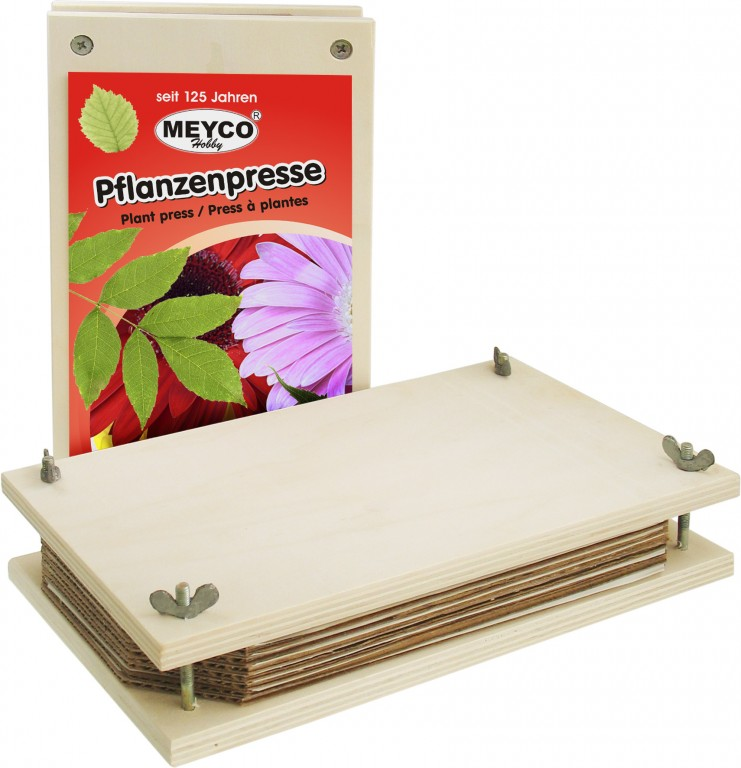 seit 125 Jahren
MEYCO®
Hobby
Pflanzenpresse
Plant press / Press à plantes